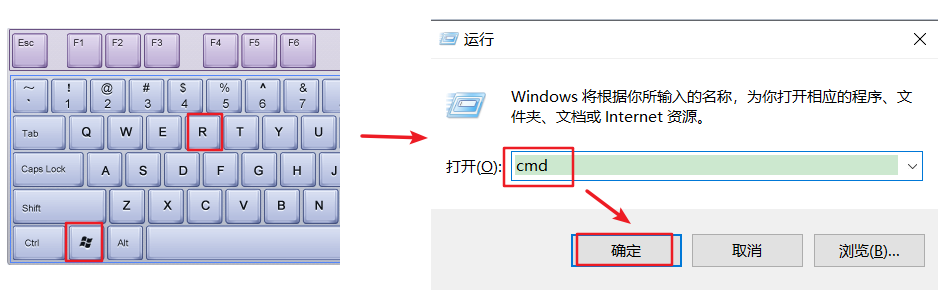 Esc F1 F2 F3 F4 F5 F6
~ ! @ # $ % ^ &
` 1 2 3 4 5 6 7
Tab Q W E R T Y U
Caps Lock A S D F G H J
Shift Z X C V B N
Ctrl Alt
运行
Windows 将根据你所输入的名称，为你打开相应的程序、文
件夹、文档或 Internet 资源。
打开(O): cmd
确定 取消 浏览(B)...